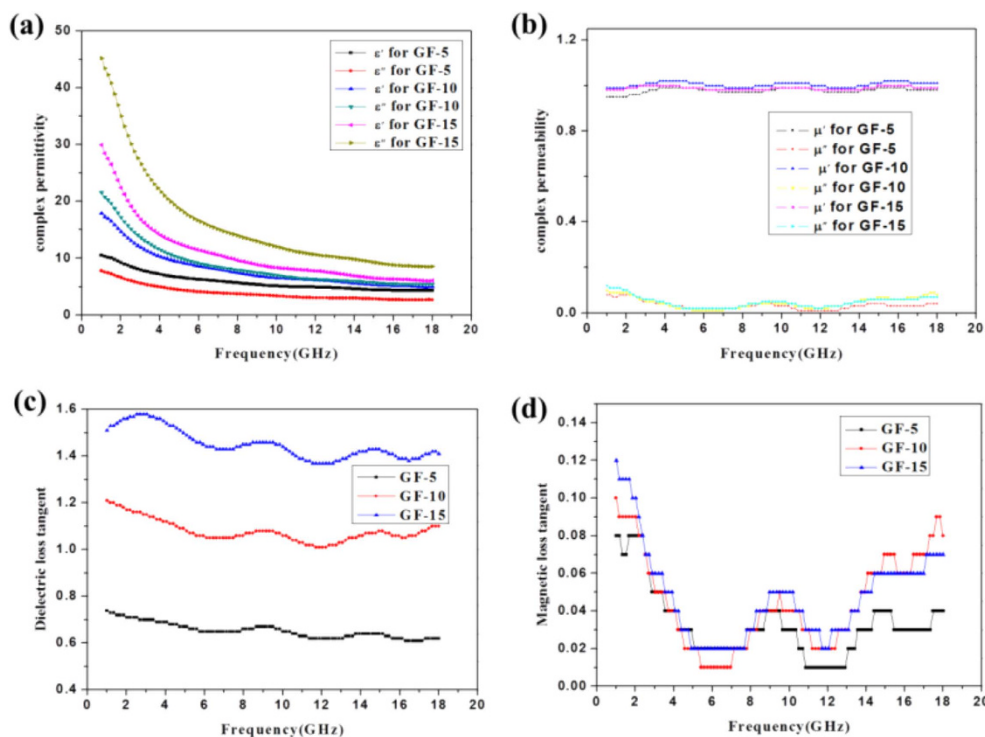 (a)
50
40
30
20
10
0
complex permittivity
ε′ for GF-5
ε″ for GF-5
ε′ for GF-10
ε″ for GF-10
ε′ for GF-15
ε″ for GF-15
0 2 4 6 8 10 12 14 16 18 20
Frequency(GHz)
(b)
1.2
0.8
0.4
0.0
complex permeability
μ′ for GF-5
μ″ for GF-5
μ′ for GF-10
μ″ for GF-10
μ′ for GF-15
μ″ for GF-15
0 2 4 6 8 10 12 14 16 18 20
Frequency(GHz)
(c)
1.6
1.4
1.2
1.0
0.8
0.6
0.4
Dielectric loss tangent
GF-5
GF-10
GF-15
0 2 4 6 8 10 12 14 16 18 20
Frequency(GHz)
(d)
0.14
0.12
0.10
0.08
0.06
0.04
0.02
0.00
Magnetic loss tangent
GF-5
GF-10
GF-15
0 2 4 6 8 10 12 14 16 18 20
Frequency(GHz)